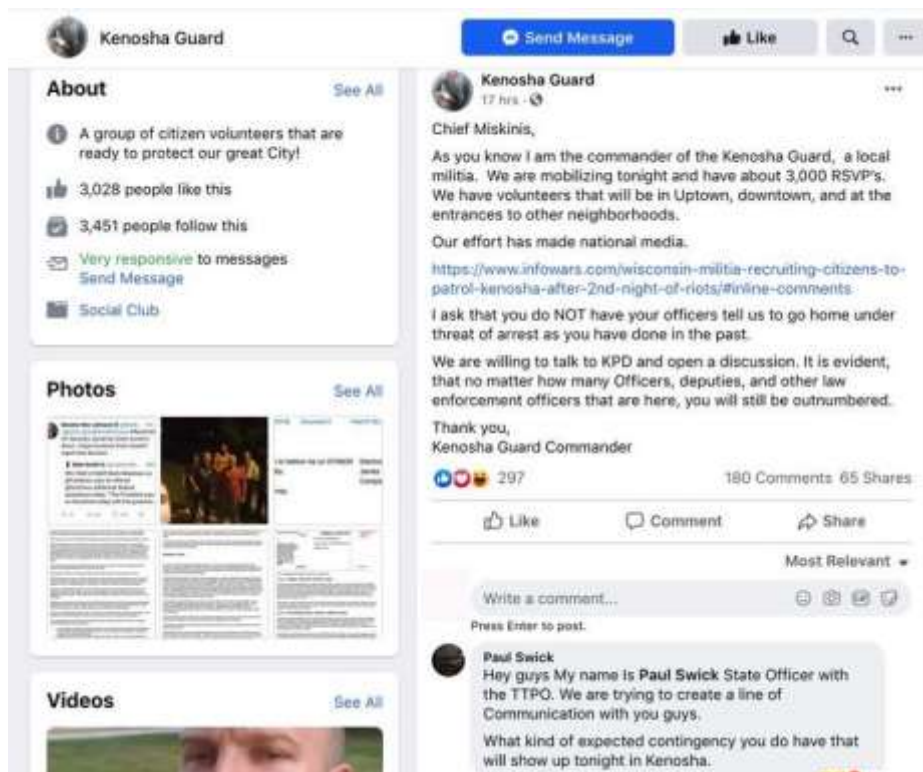 Kenosha Guard
Send Message
Like
About
See All
A group of citizen volunteers that are
ready to protect our great City!
3,028 people like this
3,451 people follow this
Very responsive to messages
Send Message
Social Club
Photos
See All
Videos
See All
Kenosha Guard
17 hrs
Chief Miskinis,
As you know I am the commander of the Kenosha Guard, a local
militia. We are mobilizing tonight and have about 3,000 RSVP's.
We have volunteers that will be in Uptown, downtown, and at the
entrances to other neighborhoods.
Our effort has made national media.
https://www.infowars.com/wisconsin-militia-recruiting-citizens-to-
patrol-kenosha-after-2nd-night-of-riots/#inline-comments
I ask that you do NOT have your officers tell us to go home under
threat of arrest as you have done in the past.
We are willing to talk to KPD and open a discussion. It is evident,
that no matter how many Officers, deputies, and other law
enforcement officers that are here, you will still be outnumbered.
Thank you,
Kenosha Guard Commander
297
180 Comments 65 Shares
Like
Comment
Share
Most Relevant
Write a comment...
Press Enter to post.
Paul Swick
Hey guys My name Is Paul Swick State Officer with
the TTPO. We are trying to create a line of
Communication with you guys.
What kind of expected contingency you do have that
will show up tonight in Kenosha.